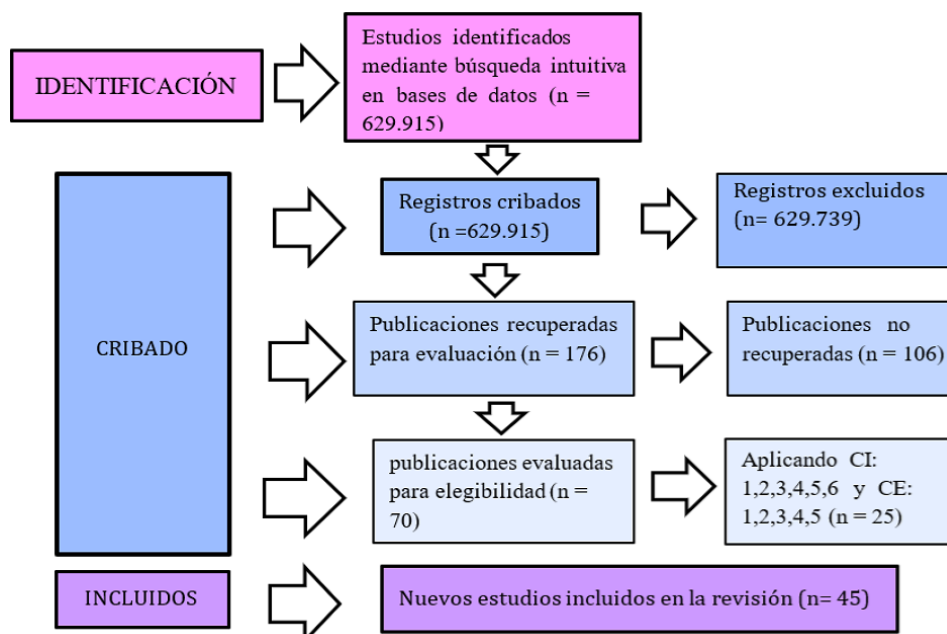 IDENTIFICACIÓN
Estudios identificados
mediante búsqueda intuitiva
en bases de datos (n =
629.915)
Registros cribados
(n =629.915)
Registros excluidos
(n= 629.739)
CRIBADO
Publicaciones recuperadas
para evaluación (n = 176)
Publicaciones no
recuperadas (n = 106)
publicaciones evaluadas
para elegibilidad (n =
70)
Aplicando CI:
1,2,3,4,5,6 y CE:
1,2,3,4,5 (n = 25)
INCLUIDOS
Nuevos estudios incluidos en la revisión (n= 45)